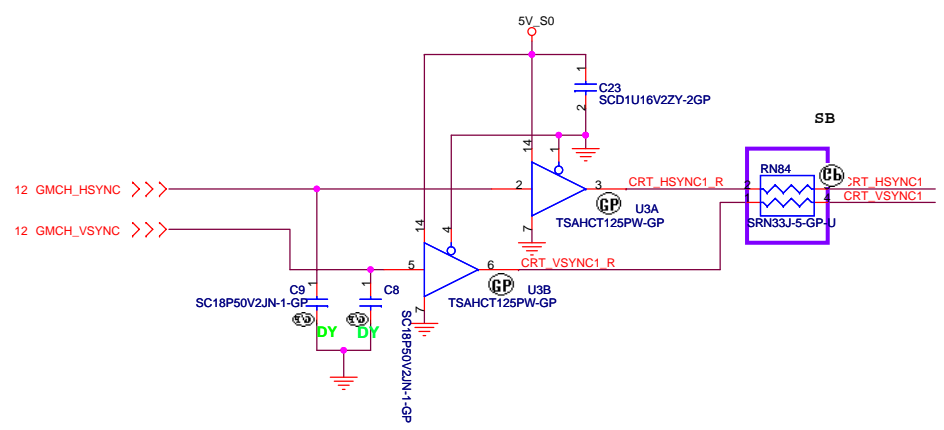 5V_S0
1
C23
SCD1U16V2ZY-2GP
2
SB
14
1
RN84
Cb
12 GMCH_HSYNC
2
3
CRT_HSYNC1_R
2
CRT_HSYNC1
GP
U3A
1
4
CRT_VSYNC1
TSAHCT125PW-GP
SRN33J-5-GP-U
7
12 GMCH_VSYNC
14
4
5
6
CRT_VSYNC1_R
GP
U3B
TSAHCT125PW-GP
7
1
C9
SC18P50V2JN-1-GP
DY
1
C8
DY
SC18P50V2JN-1-GP